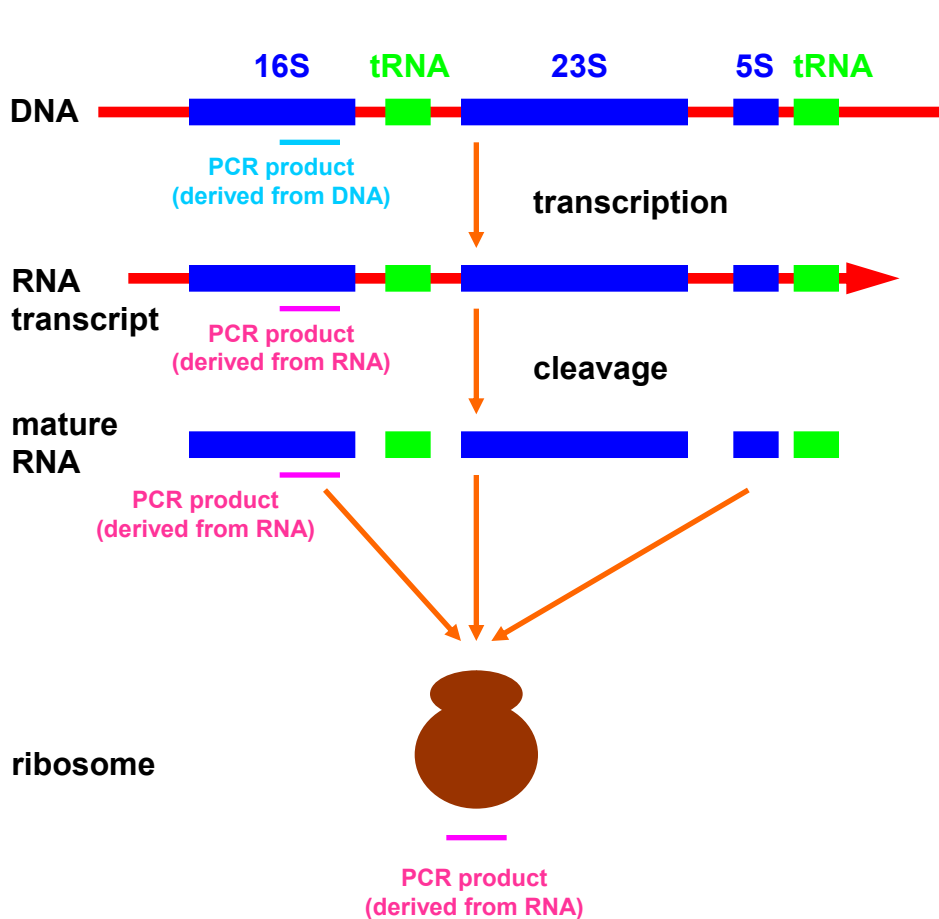 16S tRNA 23S 5S tRNA
DNA
PCR product
(derived from DNA)
transcription
RNA
transcript
PCR product
(derived from RNA)
cleavage
mature
RNA
PCR product
(derived from RNA)
ribosome
PCR product
(derived from RNA)